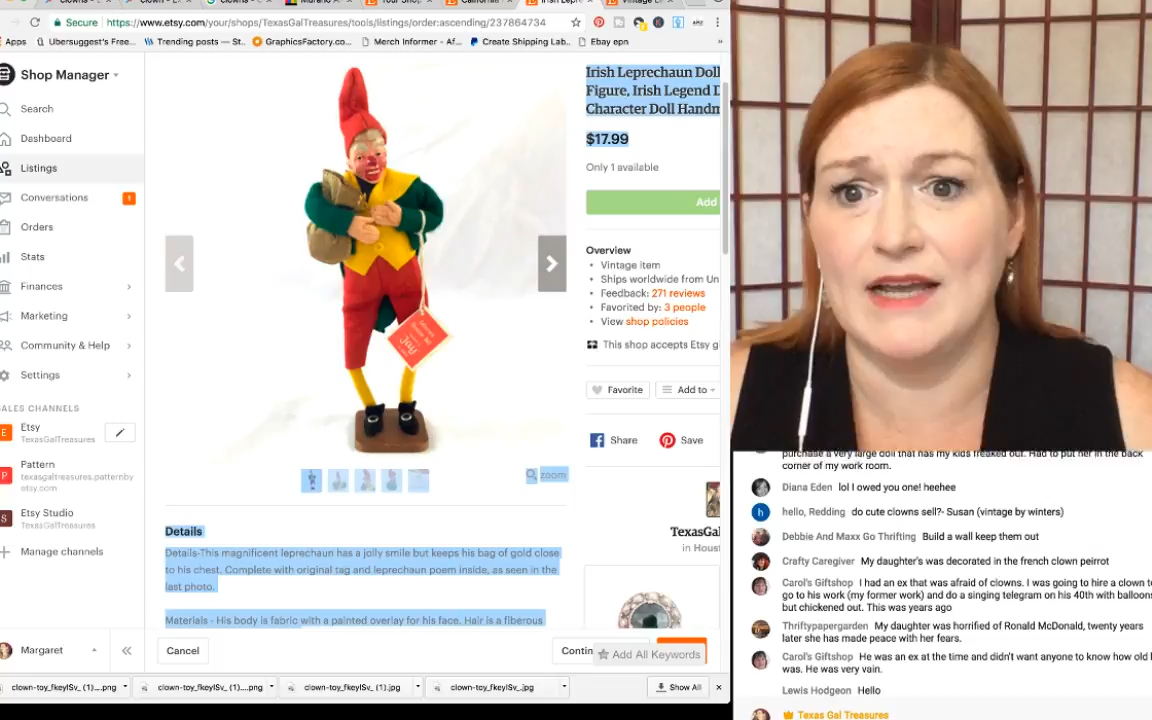 Secure
https://www.etsy.com/your/shops/TexasGalTreasures/tools/listings/order:ascending/237864734
Apps
Ubersuggest's Free...
Trending posts — St...
GraphicsFactory.co...
Merch Informer - Af...
Create Shipping Lab...
Ebay epn
Shop Manager
Search
Dashboard
Listings
Conversations
1
Orders
Stats
Finances
Marketing
Community & Help
Settings
SALES CHANNELS
E
Etsy
TexasGalTreasures
P
Pattern
texasgaltreasures.patternby
etsy.com
S
Etsy Studio
TexasGalTreasures
Manage channels
Margaret
Jay
zoom
Details
Details-This magnificent leprechaun has a jolly smile but keeps his bag of gold close
to his chest. Complete with original tag and leprechaun poem inside, as seen in the
last photo.
Materials - His body is fabric with a painted overlay for his face. Hair is a fiberous
Cancel
Contin
Add All Keywords
Irish Leprechaun Doll
Figure, Irish Legend D
Character Doll Handm
$17.99
Only 1 available
Add
Overview
• Vintage item
• Ships worldwide from Un
• Feedback: 271 reviews
• Favorited by: 3 people
• View shop policies
This shop accepts Etsy g
Favorite
Add to
Share
Save
TexasGal
in Hous
clown-toy_fkeyISv_ (1)....png
clown-toy_fkeyISv_ (1)....png
clown-toy_fkeyISv_ (1).jpg
clown-toy_fkeyISv_.jpg
Show All
purchase a very large doll that has my kids freaked out. Had to put her in the back
corner of my work room.
Diana Eden lol I owed you one! heehee
h
hello, Redding do cute clowns sell?- Susan (vintage by winters)
Debbie And Maxx Go Thrifting Build a wall keep them out
Crafty Caregiver My daughter's was decorated in the french clown peirrot
Carol's Giftshop I had an ex that was afraid of clowns. I was going to hire a clown to
go to his work (my former work) and do a singing telegram on his 40th with balloons
but chickened out. This was years ago
Thriftypapergarden My daughter was horrified of Ronald McDonald, twenty years
later she has made peace with her fears.
Carol's Giftshop He was an ex at the time and didn't want anyone to know how old h
was. He was very vain.
Lewis Hodgeon Hello
Texas Gal Treasures